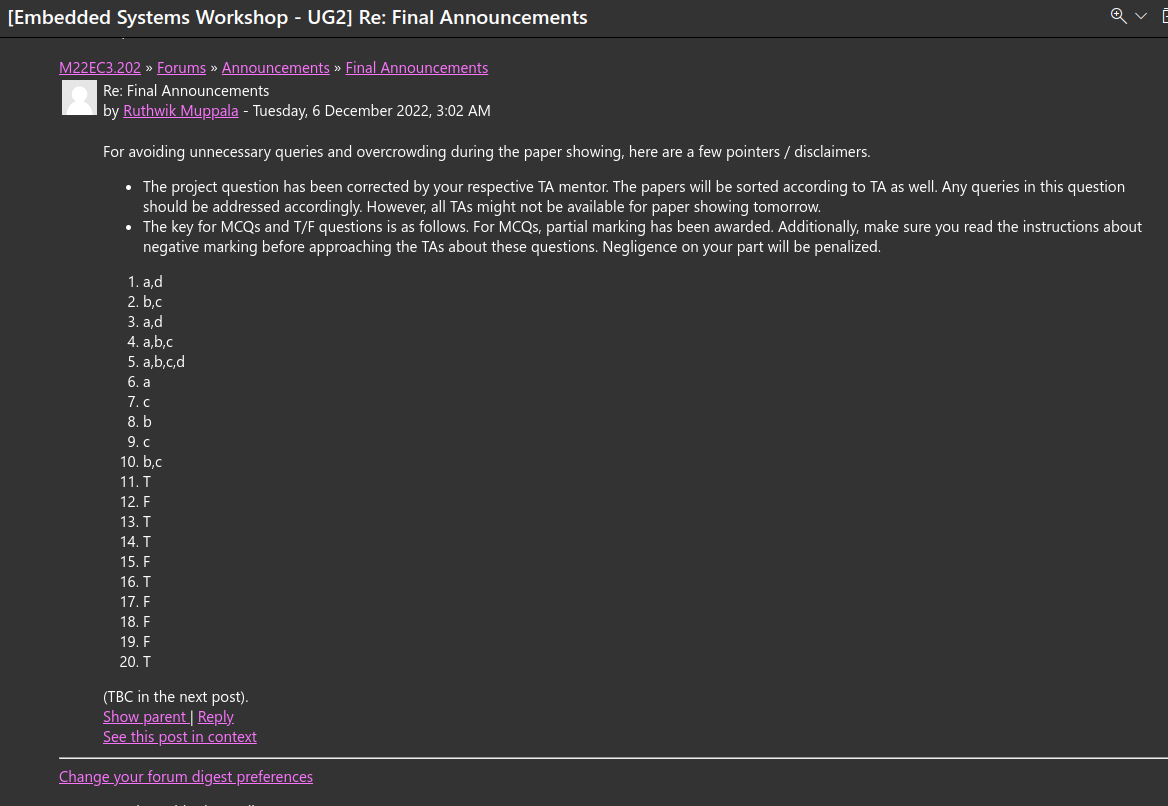 [Embedded Systems Workshop - UG2] Re: Final Announcements
M22EC3.202 » Forums » Announcements » Final Announcements
Re: Final Announcements
by Ruthwik Muppala - Tuesday, 6 December 2022, 3:02 AM
For avoiding unnecessary queries and overcrowding during the paper showing, here are a few pointers / disclaimers.
• The project question has been corrected by your respective TA mentor. The papers will be sorted according to TA as well. Any queries in this question
should be addressed accordingly. However, all TAs might not be available for paper showing tomorrow.
• The key for MCQs and T/F questions is as follows. For MCQs, partial marking has been awarded. Additionally, make sure you read the instructions about
negative marking before approaching the TAs about these questions. Negligence on your part will be penalized.
1. a,d
2. b,c
3. a,d
4. a,b,c
5. a,b,c,d
6. a
7. c
8. b
9. c
10. b,c
11. T
12. F
13. T
14. T
15. F
16. T
17. F
18. F
19. F
20. T
(TBC in the next post).
Show parent | Reply
See this post in context
Change your forum digest preferences